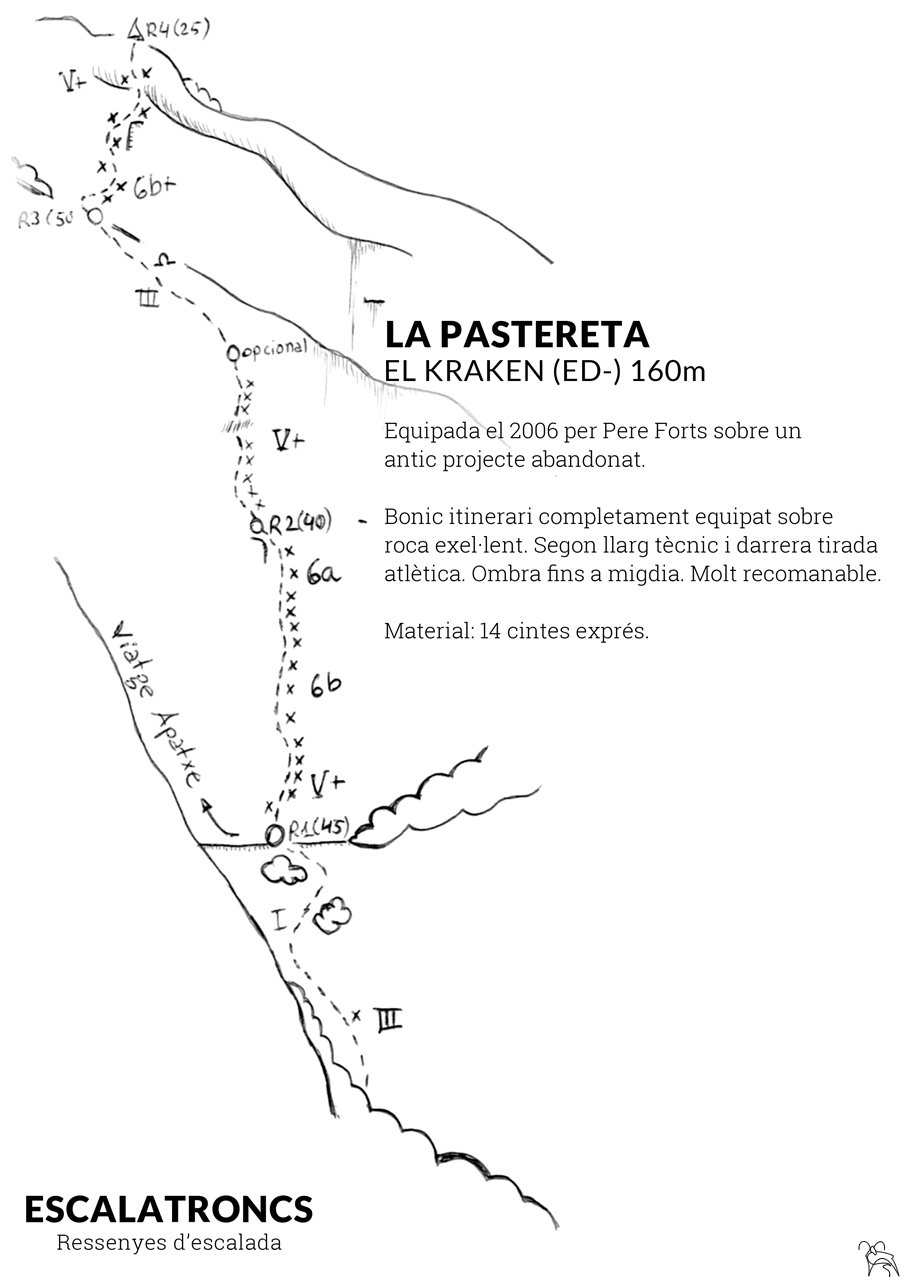 R4(25)
V+
6b+
R3(50
III
opcional
LA PASTERETA
EL KRAKEN (ED-) 160m
V+
Equipada el 2006 per Pere Forts sobre un
antic projecte abandonat.
R2(40)
Bonic itinerari completament equipat sobre
roca exel·lent. Segon llarg tècnic i darrera tirada
atlètica. Ombra fins a migdia. Molt recomanable.
6a
Material: 14 cintes exprés.
6b
Viatge Apatxe
V+
R1(45)
I
III
ESCALATRONCS
Ressenyes d'escalada